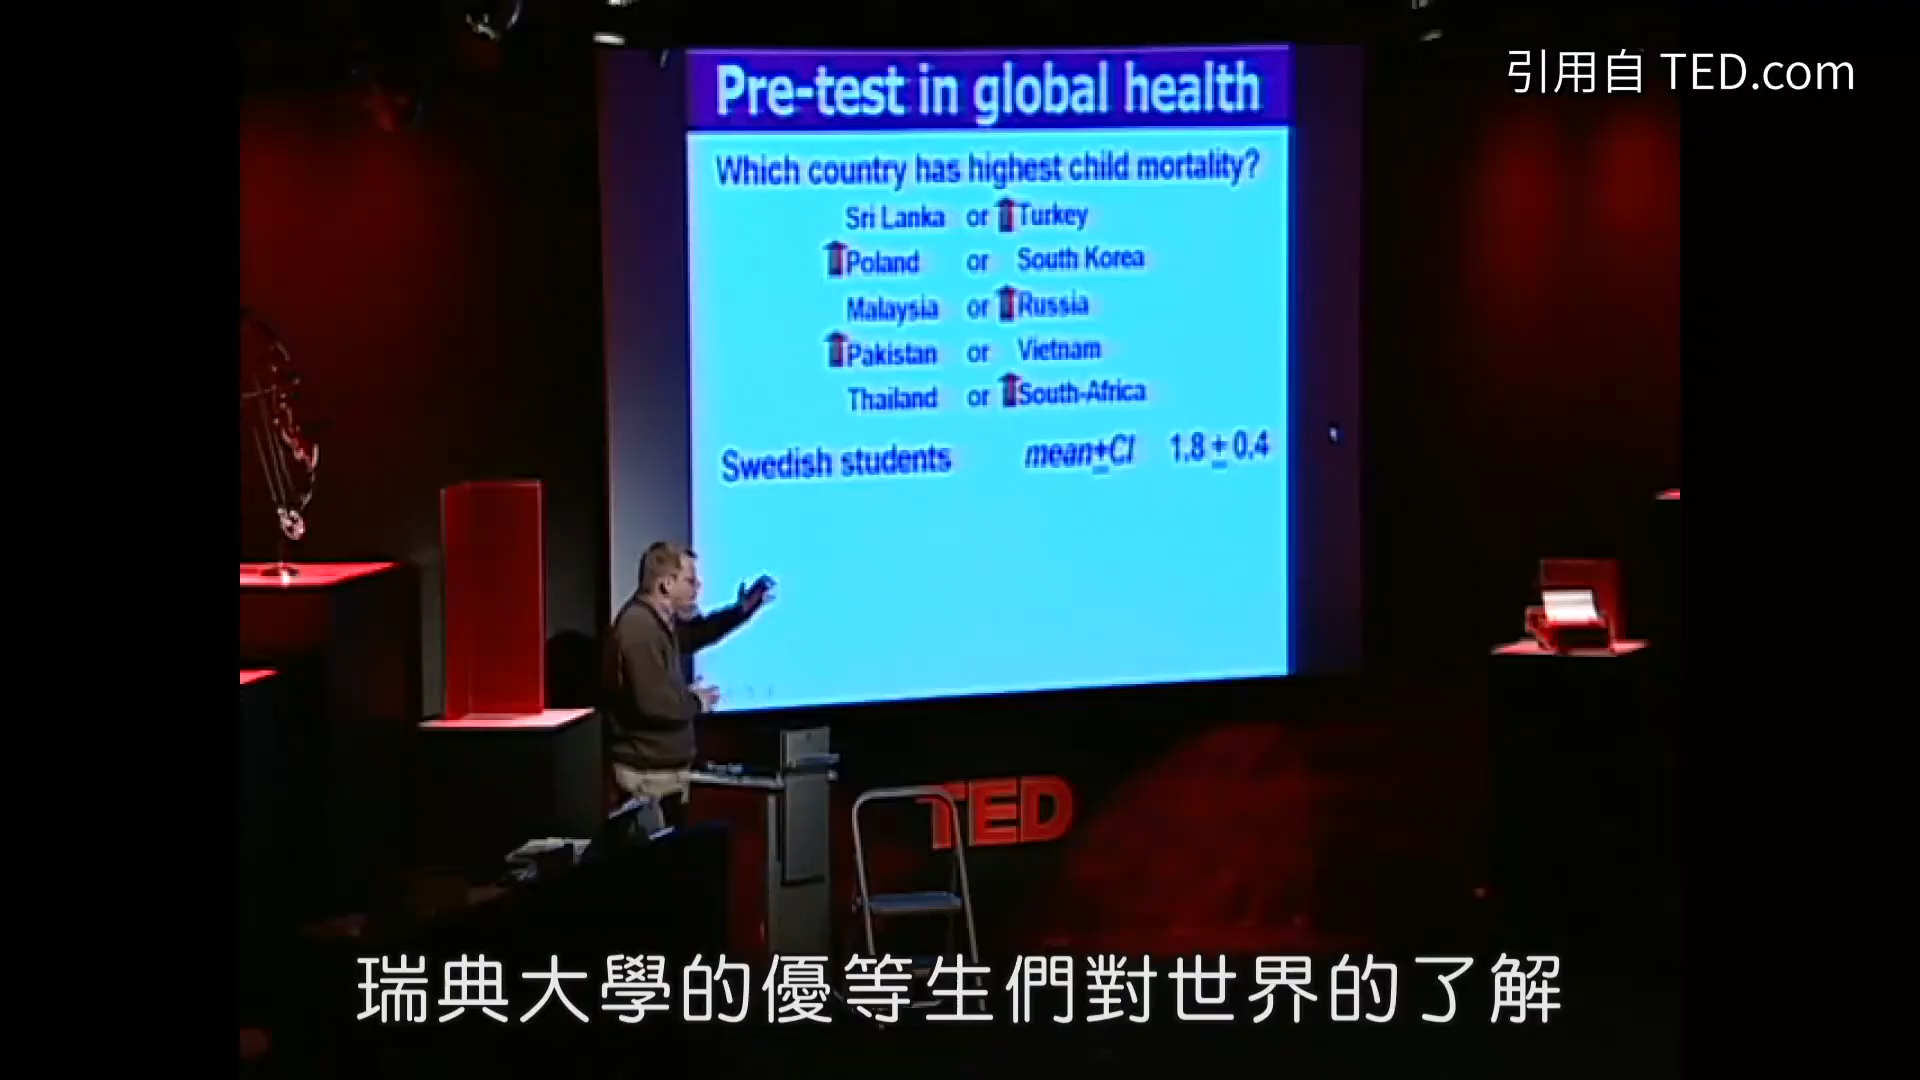 引用自 TED.com
Pre-test in global health
Which country has highest child mortality?
Sri Lanka or Turkey
Poland or South Korea
Malaysia or Russia
Pakistan or Vietnam
Thailand or South-Africa
Swedish students mean±CI 1.8 ± 0.4
TED
瑞典大學的優等生們對世界的了解